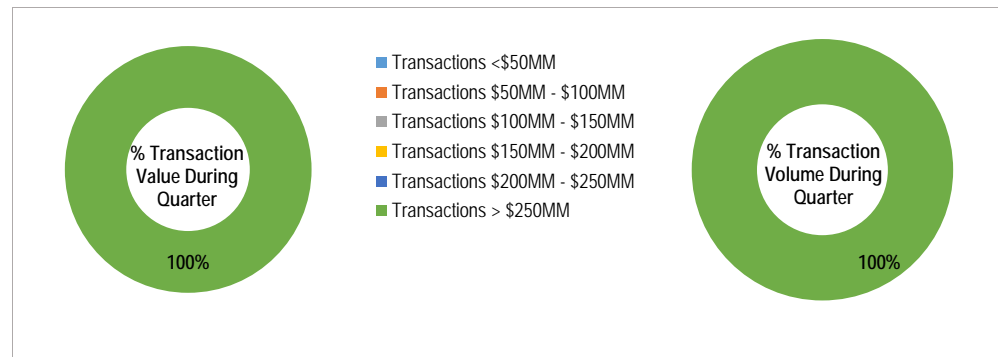 % Transaction
Value During
Quarter
100%
Transactions <$50MM
Transactions $50MM - $100MM
Transactions $100MM - $150MM
Transactions $150MM - $200MM
Transactions $200MM - $250MM
Transactions > $250MM
% Transaction
Volume During
Quarter
100%